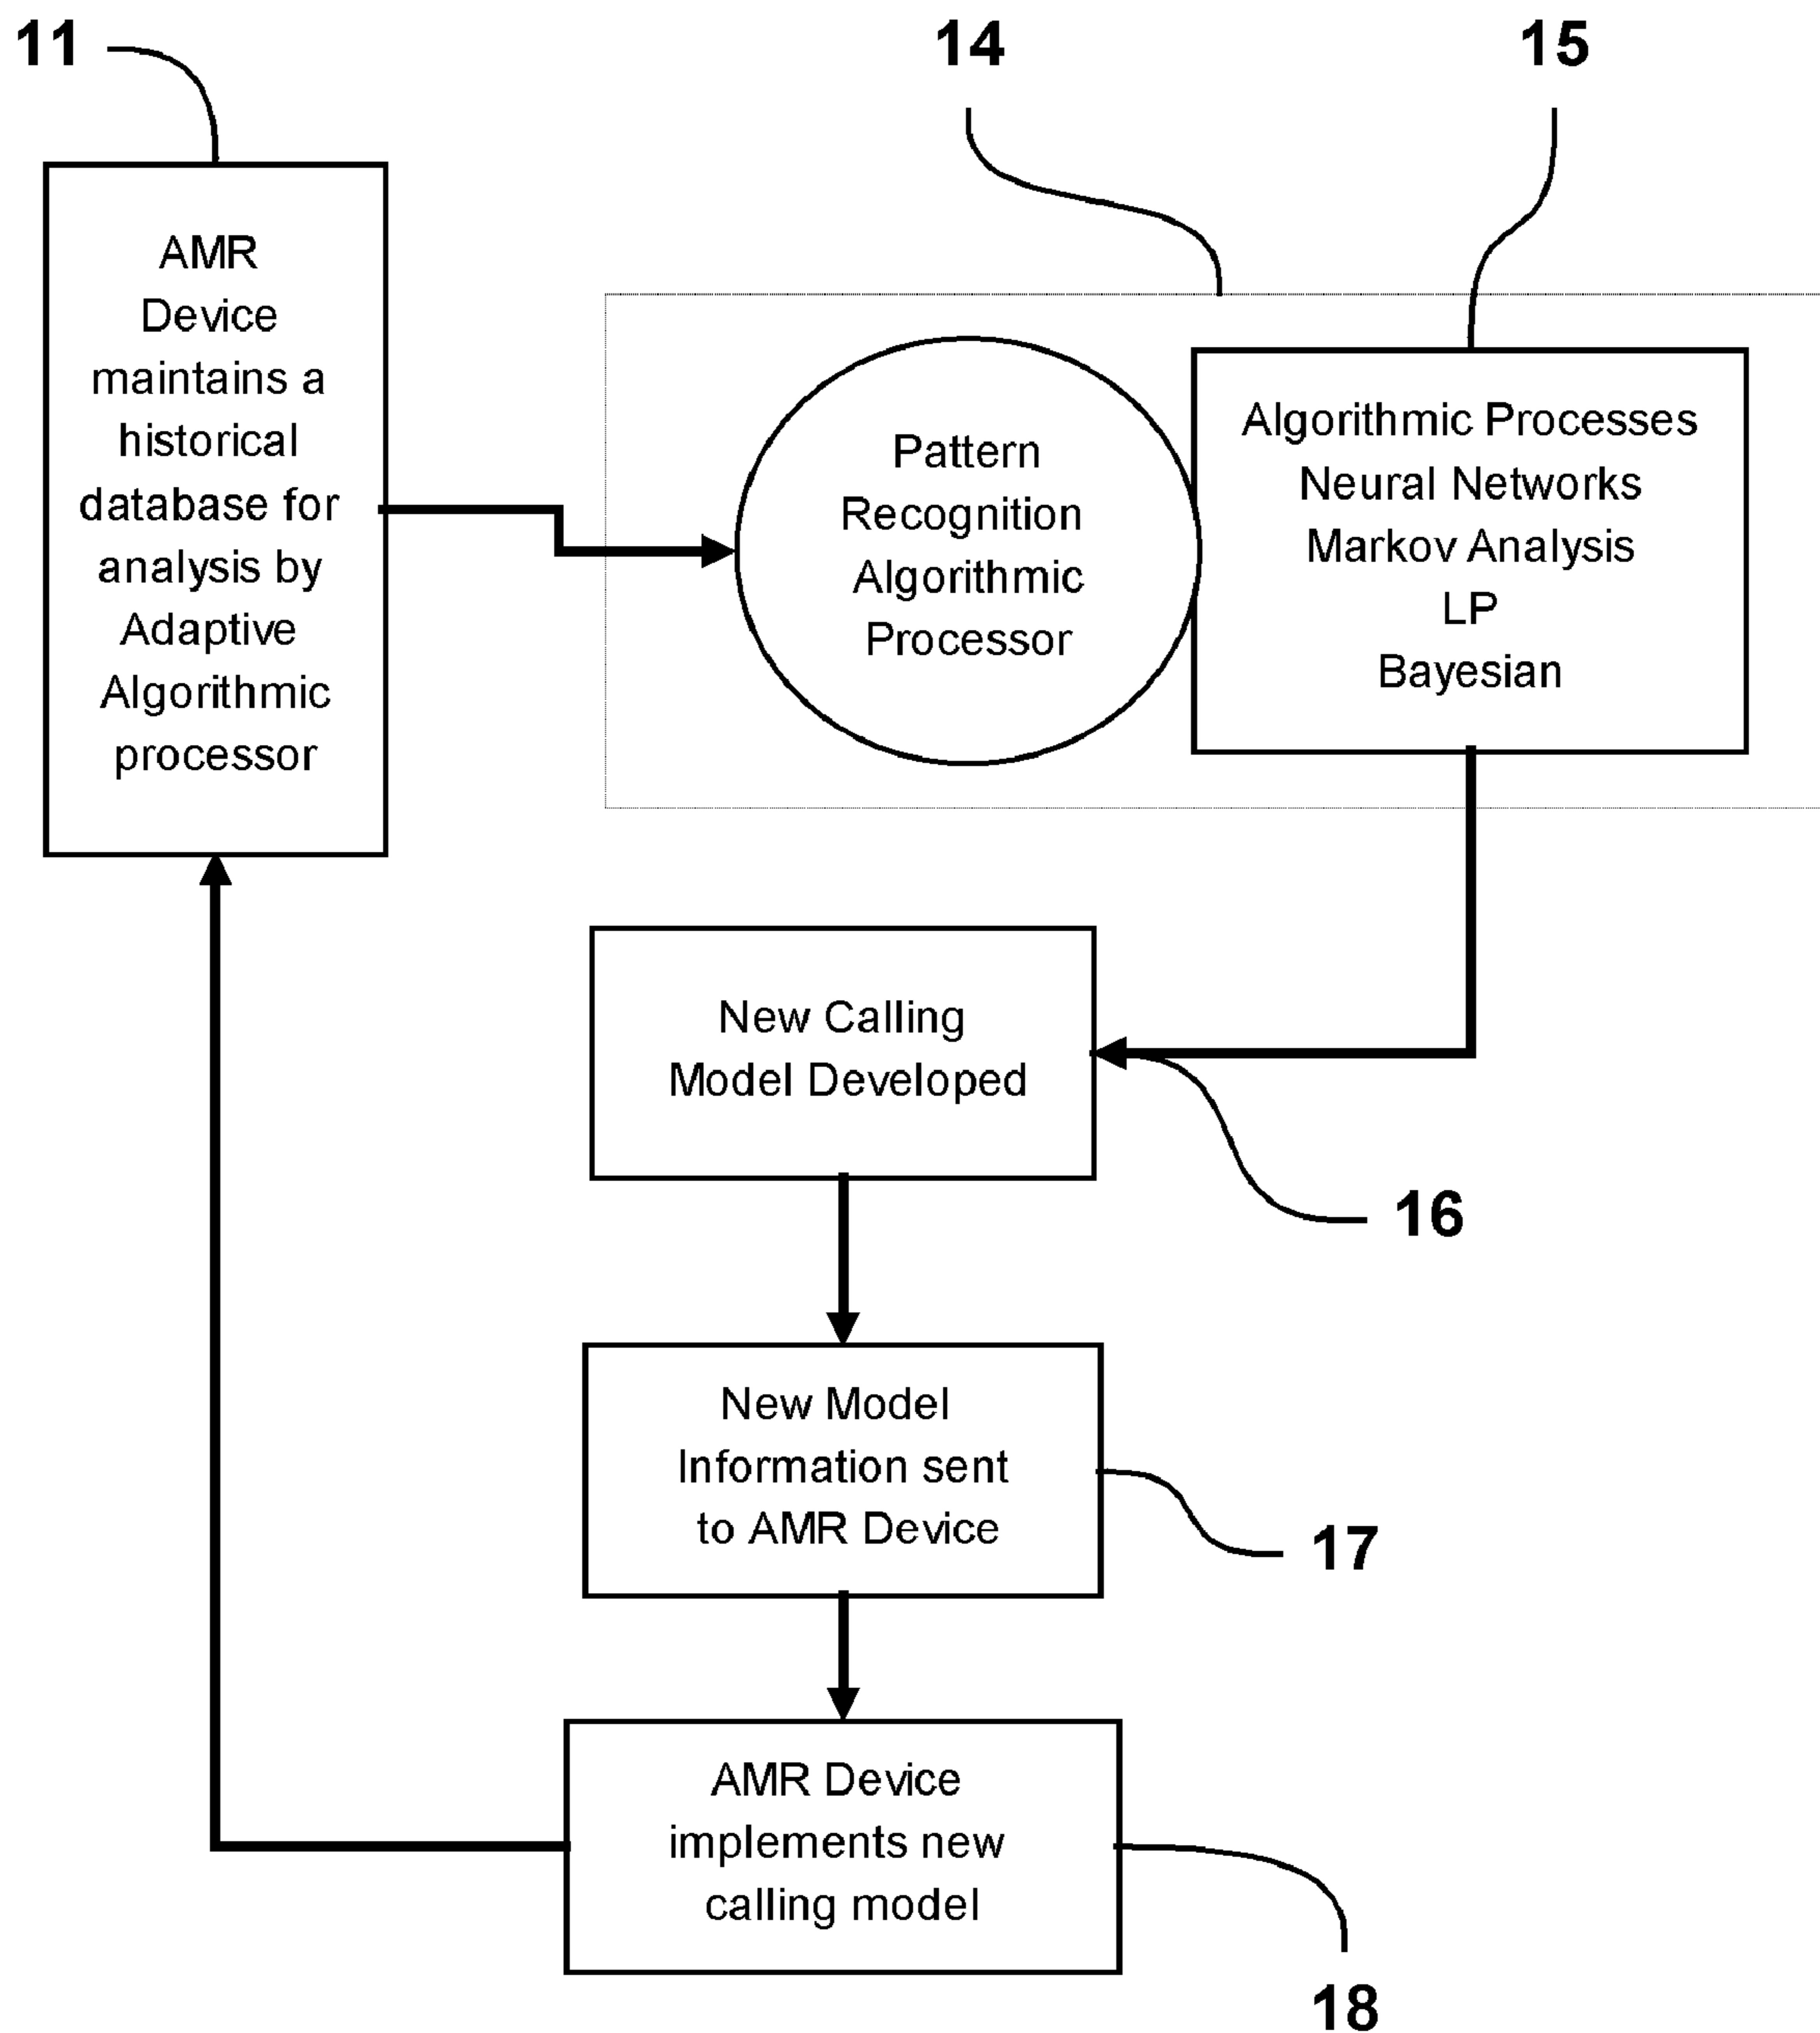 11
14
15
AMR
Device
maintains a
historical
database for
analysis by
Adaptive
Algorithmic
processor
Pattern
Recognition
Algorithmic
Processor
Algorithmic Processes
Neural Networks
Markov Analysis
LP
Bayesian
New Calling
Model Developed
16
New Model
Information sent
to AMR Device
17
AMR Device
implements new
calling model
18